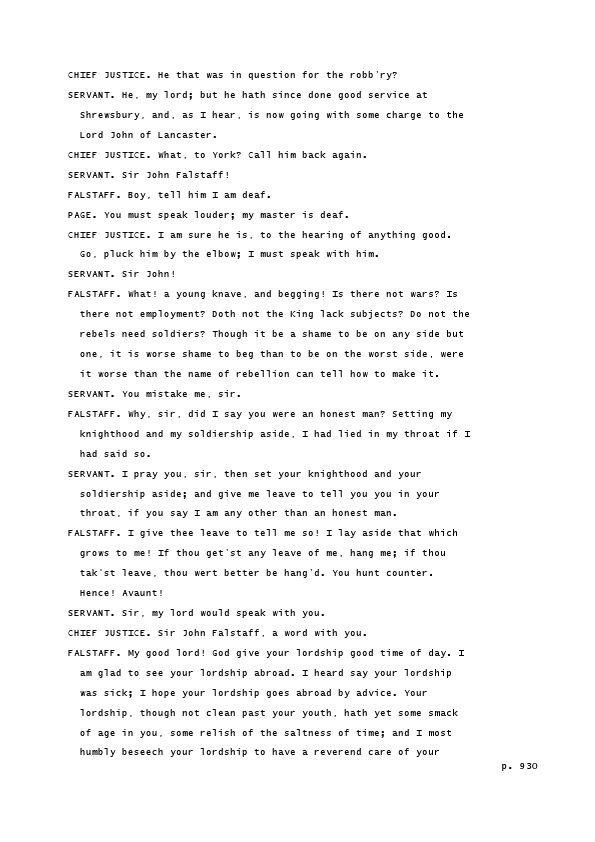 CHIEF JUSTICE. He that was in question for the robb'ry?
SERVANT. He, my lord; but he hath since done good service at
Shrewsbury, and, as I hear, is now going with some charge to the
Lord John of Lancaster.
CHIEF JUSTICE. What, to York? Call him back again.
SERVANT. Sir John Falstaff!
FALSTAFF. Boy, tell him I am deaf.
PAGE. You must speak louder; my master is deaf.
CHIEF JUSTICE. I am sure he is, to the hearing of anything good.
Go, pluck him by the elbow; I must speak with him.
SERVANT. Sir John!
FALSTAFF. What! a young knave, and begging! Is there not wars? Is
there not employment? Doth not the King lack subjects? Do not the
rebels need soldiers? Though it be a shame to be on any side but
one, it is worse shame to beg than to be on the worst side, were
it worse than the name of rebellion can tell how to make it.
SERVANT. You mistake me, sir.
FALSTAFF. Why, sir, did I say you were an honest man? Setting my
knighthood and my soldiership aside, I had lied in my throat if I
had said so.
SERVANT. I pray you, sir, then set your knighthood and your
soldiership aside; and give me leave to tell you you in your
throat, if you say I am any other than an honest man.
FALSTAFF. I give thee leave to tell me so! I lay aside that which
grows to me! If thou get'st any leave of me, hang me; if thou
tak'st leave, thou wert better be hang'd. You hunt counter.
Hence! Avaunt!
SERVANT. Sir, my lord would speak with you.
CHIEF JUSTICE. Sir John Falstaff, a word with you.
FALSTAFF. My good lord! God give your lordship good time of day. I
am glad to see your lordship abroad. I heard say your lordship
was sick; I hope your lordship goes abroad by advice. Your
lordship, though not clean past your youth, hath yet some smack
of age in you, some relish of the saltness of time; and I most
humbly beseech your lordship to have a reverend care of your
p. 930